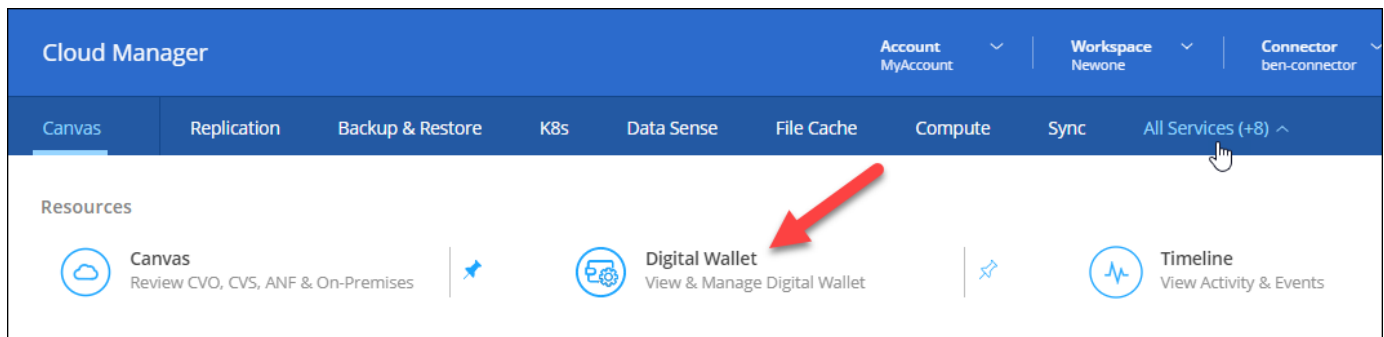 Cloud Manager
Account
MyAccount
Workspace
Newone
Connector
ben-connector
Canvas Replication Backup & Restore K8s Data Sense File Cache Compute Sync All Services (+8)
Resources
Canvas
Review CVO, CVS, ANF & On-Premises
Digital Wallet
View & Manage Digital Wallet
Timeline
View Activity & Events